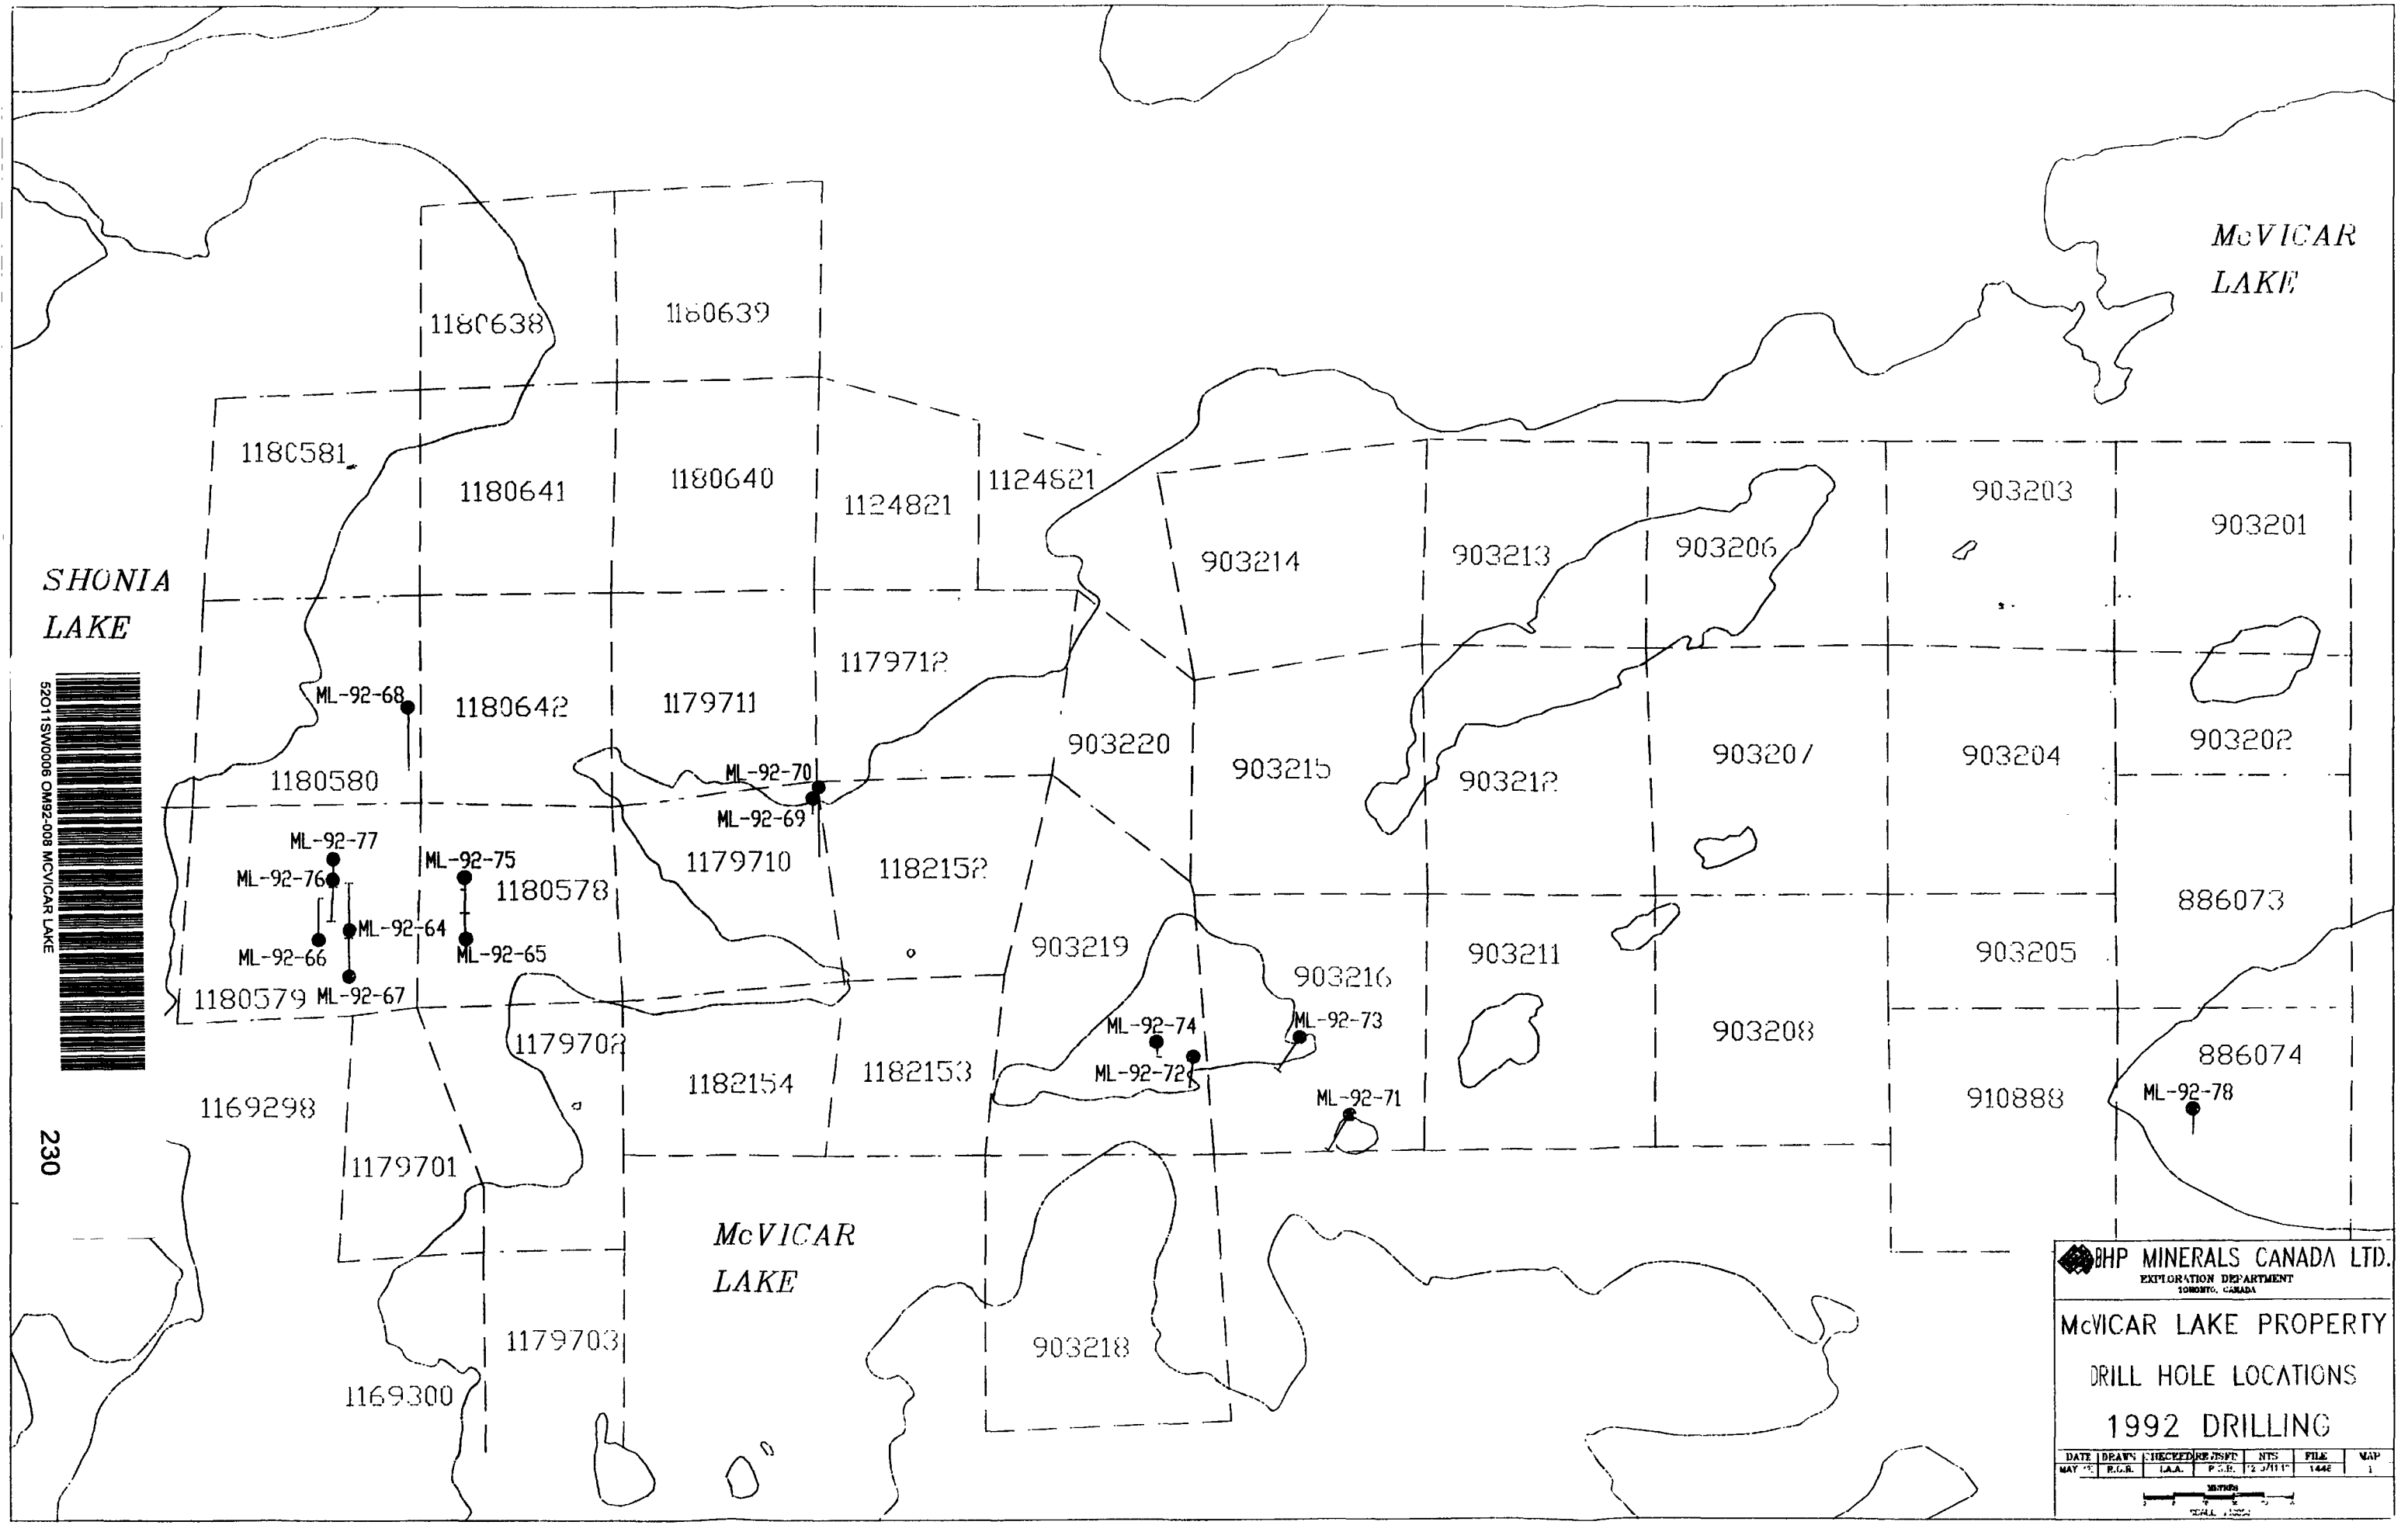 McVICAR
LAKE
1180638
1180639
1180581
1180641
1180640
1124821
1124821
903214
903213
903206
903203
903201
SHONIA
LAKE
1179712
ML-92-68
1180642
1179711
903220
903215
903212
903207
903204
903202
1180580
ML-92-70
ML-92-69
ML-92-77
ML-92-76
ML-92-75
1180578
1179710
1182152
886073
ML-92-64
ML-92-66
ML-92-65
903219
903216
903211
903205
1180579
ML-92-67
1179702
ML-92-74
ML-92-73
903208
886074
ML-92-72
1182154
1182153
ML-92-71
910888
ML-92-78
1169298
1179701
52O11SW0006 OM92-008 MCVICAR LAKE
230
McVICAR
LAKE
1179703
903218
1169300
BHP MINERALS CANADA LTD.
EXPLORATION DEPARTMENT
TORONTO, CANADA
McVICAR LAKE PROPERTY
DRILL HOLE LOCATIONS
1992 DRILLING
DATE DRAWN CHECKED REVISED NTS FILE MAP
MAY R.G.B. I.A.A. 1
METRES